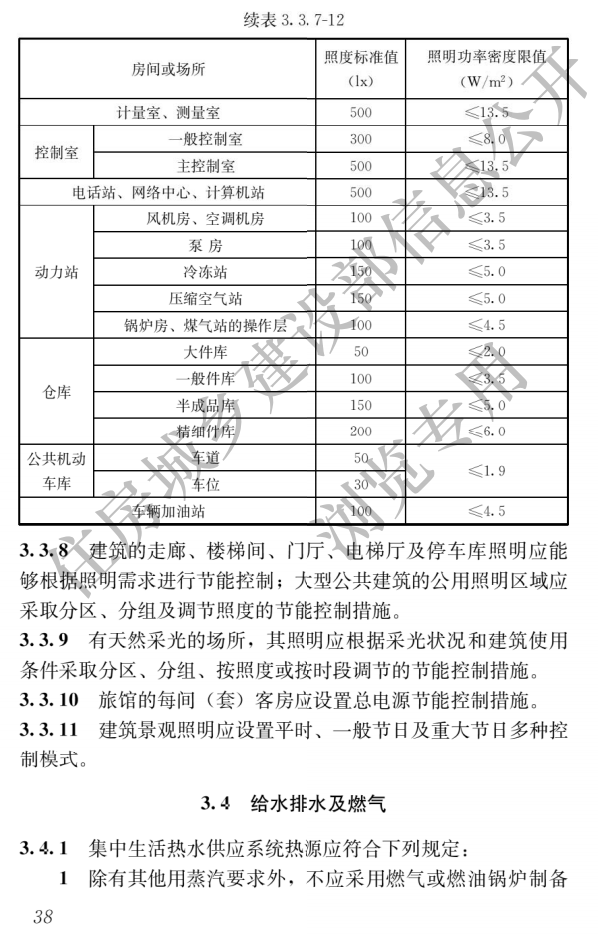 续表3.3.7-12
房间或场所 照度标准值（lx） 照明功率密度限值（W/m²）
计量室、测量室 500 ≤13.5
控制室 一般控制室 300 ≤8.0
主控制室 500 ≤13.5
电话站、网络中心、计算机站 500 ≤13.5
动力站 风机房、空调机房 100 ≤3.5
泵 房 100 ≤3.5
冷冻站 150 ≤5.0
压缩空气站 150 ≤5.0
锅炉房、煤气站的操作层 100 ≤4.5
仓库 大件库 50 ≤2.0
一般件库 100 ≤3.5
半成品库 150 ≤5.0
精细件库 200 ≤6.0
公共机动车库 车道 50 ≤1.9
车位 30
车辆加油站 100 ≤4.5
3.3.8 建筑的走廊、楼梯间、门厅、电梯厅及停车库照明应能
够根据照明需求进行节能控制；大型公共建筑的公用照明区域应
采取分区、分组及调节照度的节能控制措施。
3.3.9 有天然采光的场所，其照明应根据采光状况和建筑使用
条件采取分区、分组、按照度或按时段调节的节能控制措施。
3.3.10 旅馆的每间（套）客房应设置总电源节能控制措施。
3.3.11 建筑景观照明应设置平时、一般节日及重大节日多种控
制模式。
3.4 给水排水及燃气
3.4.1 集中生活热水供应系统热源应符合下列规定：
1 除有其他用蒸汽要求外，不应采用燃气或燃油锅炉制备
38
住房城乡建设部信息公开
浏览专用